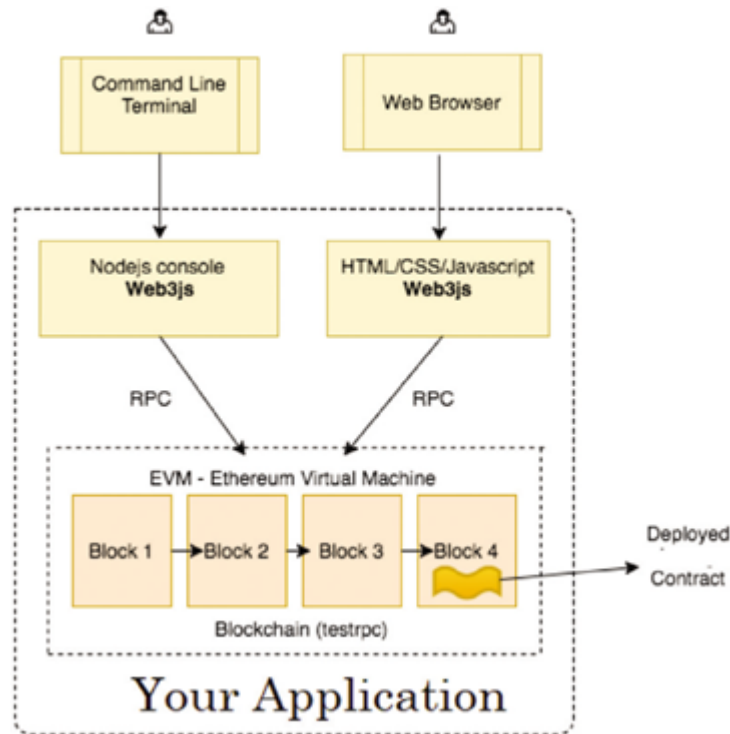 Command Line
Terminal
Web Browser
Nodejs console
Web3js
HTML/CSS/Javascript
Web3js
RPC
RPC
EVM - Ethereum Virtual Machine
Block 1
Block 2
Block 3
Block 4
Deployed
Contract
Blockchain (testrpc)
Your Application